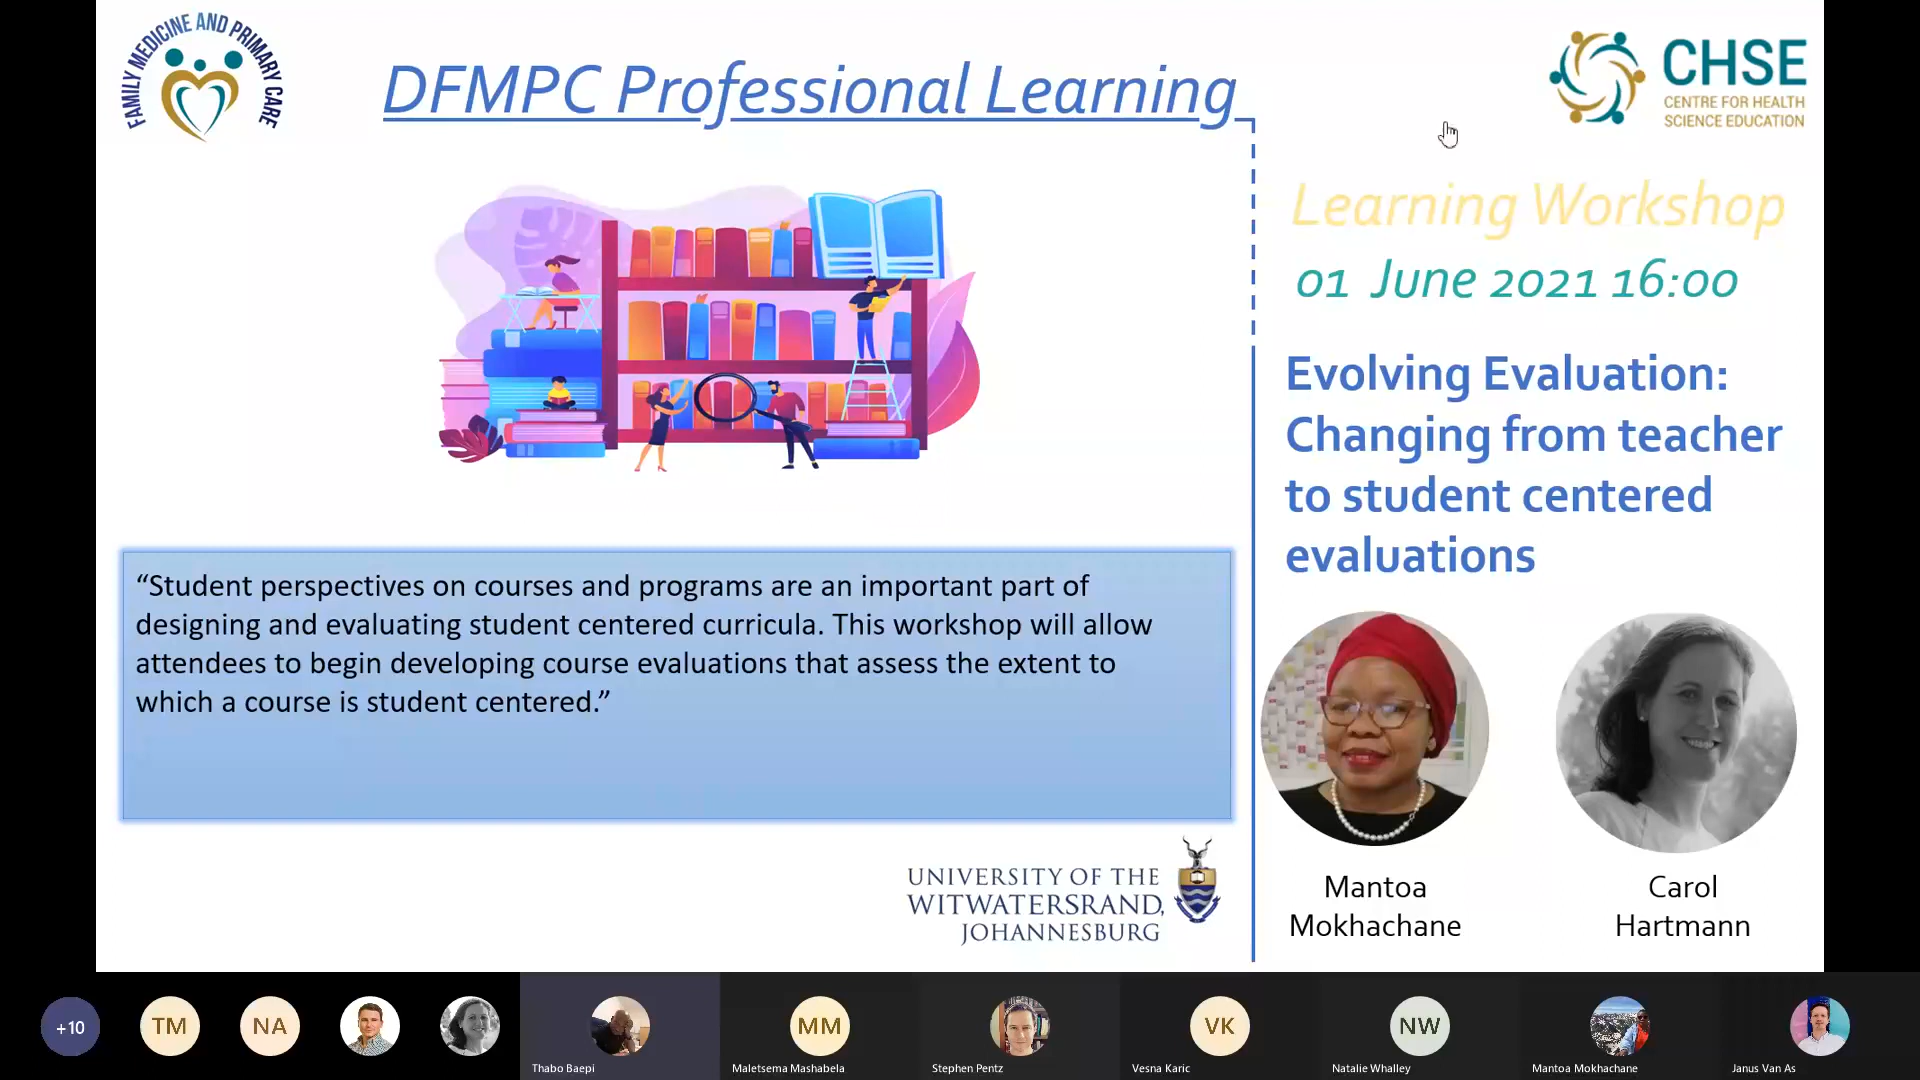 FAMILY MEDICINE AND PRIMARY CARE
DFMPC Professional Learning
CHSE
CENTRE FOR HEALTH
SCIENCE EDUCATION
Learning Workshop
01 June 2021 16:00
Evolving Evaluation:
Changing from teacher
to student centered
evaluations
“Student perspectives on courses and programs are an important part of
designing and evaluating student centered curricula. This workshop will allow
attendees to begin developing course evaluations that assess the extent to
which a course is student centered.”
UNIVERSITY OF THE
WITWATERSRAND,
JOHANNESBURG
Mantoa
Mokhachane
Carol
Hartmann
+10
TM
NA
Thabo Baepi
MM
Maletsema Mashabela
Stephen Pentz
VK
Vesna Karic
NW
Natalie Whalley
Mantoa Mokhachane
Janus Van As